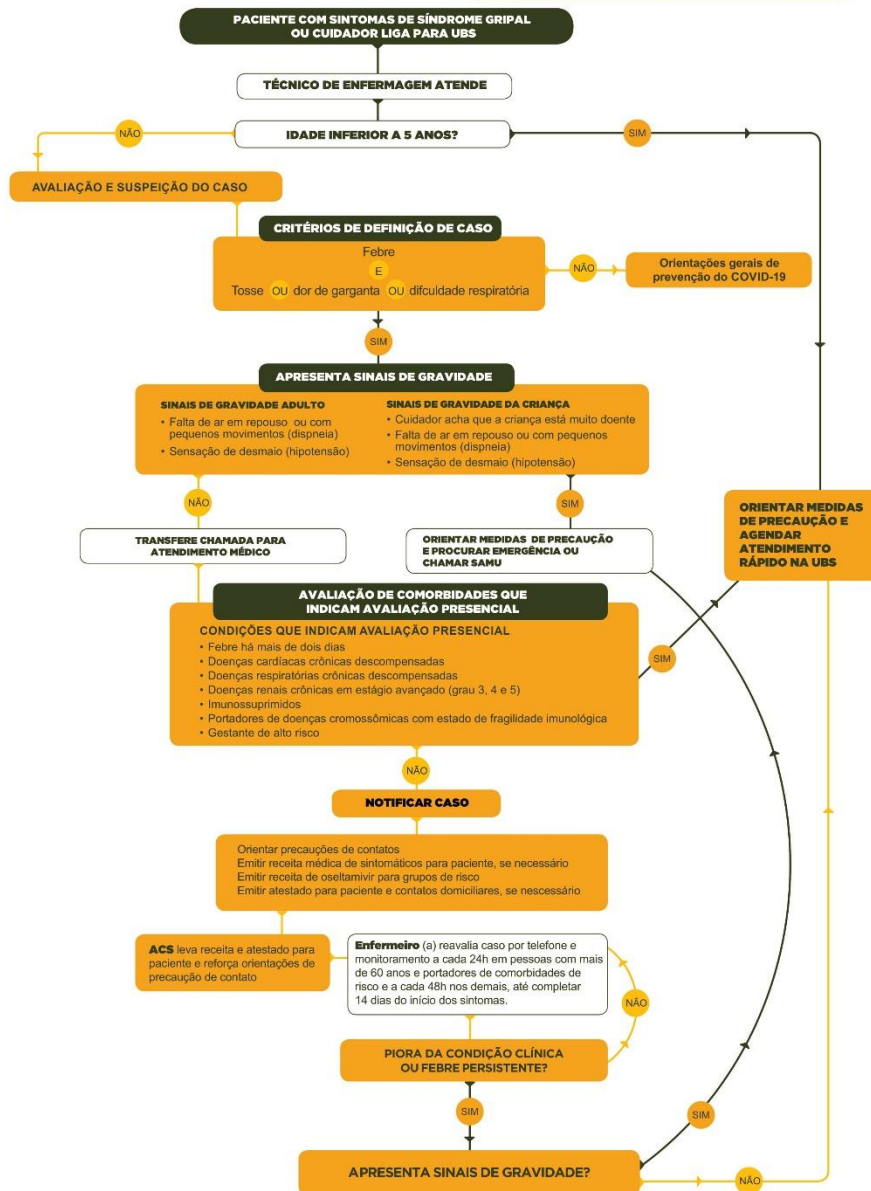 PACIENTE COM SINTOMAS DE SÍNDROME GRIPAL
OU CUIDADOR LIGA PARA UBS
TÉCNICO DE ENFERMAGEM ATENDE
IDADE INFERIOR A 5 ANOS?
NÃO
SIM
AVALIAÇÃO E SUSPEIÇÃO DO CASO
CRITÉRIOS DE DEFINIÇÃO DE CASO
Febre
E
Tosse OU dor de garganta OU difculdade respiratória
NÃO
Orientações gerais de
prevenção do COVID-19
SIM
APRESENTA SINAIS DE GRAVIDADE
SINAIS DE GRAVIDADE ADULTO
• Falta de ar em repouso ou com
pequenos movimentos (dispneia)
• Sensação de desmaio (hipotensão)
SINAIS DE GRAVIDADE DA CRIANÇA
• Cuidador acha que a criança está muito doente
• Falta de ar em repouso ou com pequenos
movimentos (dispneia)
• Sensação de desmaio (hipotensão)
NÃO
SIM
TRANSFERE CHAMADA PARA
ATENDIMENTO MÉDICO
ORIENTAR MEDIDAS DE PRECAUÇÃO
E PROCURAR EMERGÊNCIA OU
CHAMAR SAMU
ORIENTAR MEDIDAS
DE PRECAUÇÃO E
AGENDAR
ATENDIMENTO
RÁPIDO NA UBS
AVALIAÇÃO DE COMORBIDADES QUE
INDICAM AVALIAÇÃO PRESENCIAL
CONDIÇÕES QUE INDICAM AVALIAÇÃO PRESENCIAL
• Febre há mais de dois dias
• Doenças cardíacas crônicas descompensadas
• Doenças respiratórias crônicas descompensadas
• Doenças renais crônicas em estágio avançado (grau 3, 4 e 5)
• Imunossuprimidos
• Portadores de doenças cromossômicas com estado de fragilidade imunológica
• Gestante de alto risco
SIM
NÃO
NOTIFICAR CASO
Orientar precauções de contatos
Emitir receita médica de sintomáticos para paciente, se necessário
Emitir receita de oseltamivir para grupos de risco
Emitir atestado para paciente e contatos domiciliares, se nescessário
ACS leva receita e atestado para
paciente e reforça orientações de
precaução de contato
Enfermeiro (a) reavalia caso por telefone e
monitoramento a cada 24h em pessoas com mais
de 60 anos e portadores de comorbidades de
risco e a cada 48h nos demais, até completar
14 dias do início dos sintomas.
NÃO
PIORA DA CONDIÇÃO CLÍNICA
OU FEBRE PERSISTENTE?
SIM
SIM
APRESENTA SINAIS DE GRAVIDADE?
NÃO